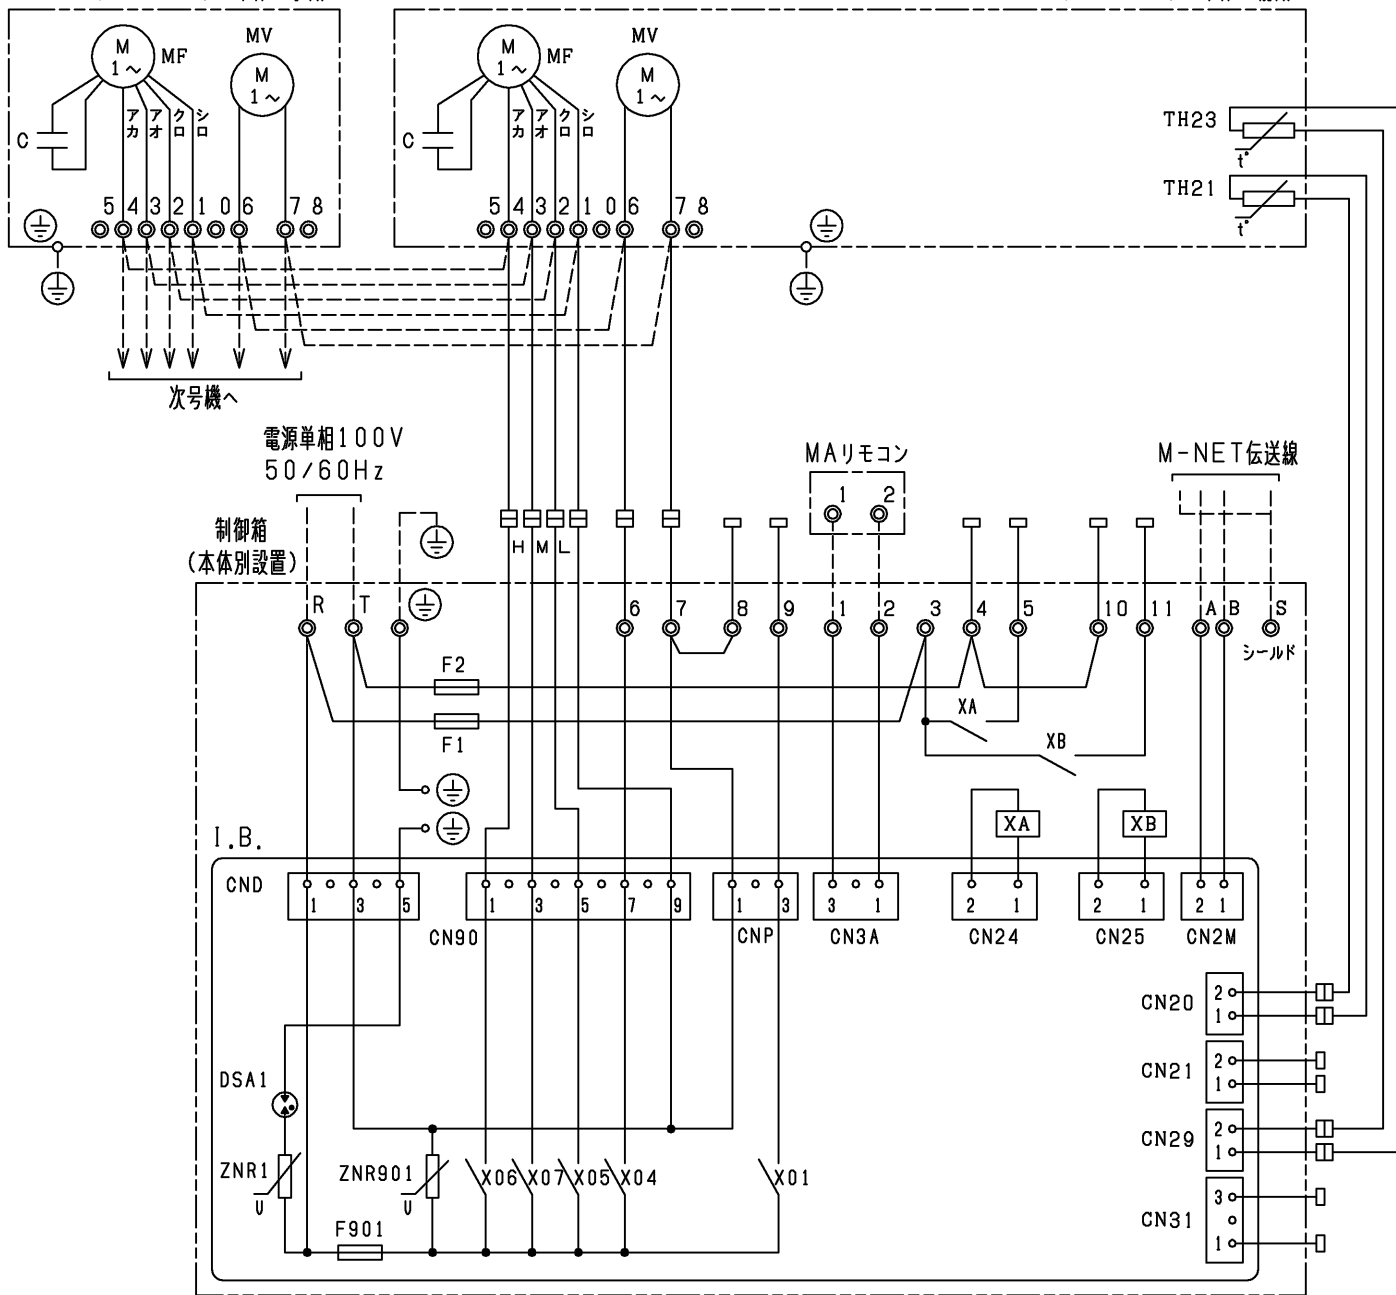 MV
MV
M
1～
MF
M
1～
M
1～
MF
M
1～
C
アカ
アオ
クロ
シロ
C
アカ
アオ
クロ
シロ
TH23
t°
TH21
t°
5 4 3 2 1 0 6 7 8
5 4 3 2 1 0 6 7 8
次号機へ
電源単相100V
50/60Hz
MAリモコン
M-NET伝送線
1 2
制御箱
(本体別設置)
H M L
R T
6 7 8 9 1 2 3 4 5 10 11 A B S
シールド
F2
F1
XA
XB
XA
XB
I.B.
CND
1 3 5
1 3 5 7 9
1 3
3 1
2 1
2 1
2 1
CN90
CNP
CN3A
CN24
CN25
CN2M
CN20
2
1
CN21
2
1
CN29
2
1
CN31
3
1
DSA1
ZNR1
U
ZNR901
U
X06
X07
X05
X04
X01
F901